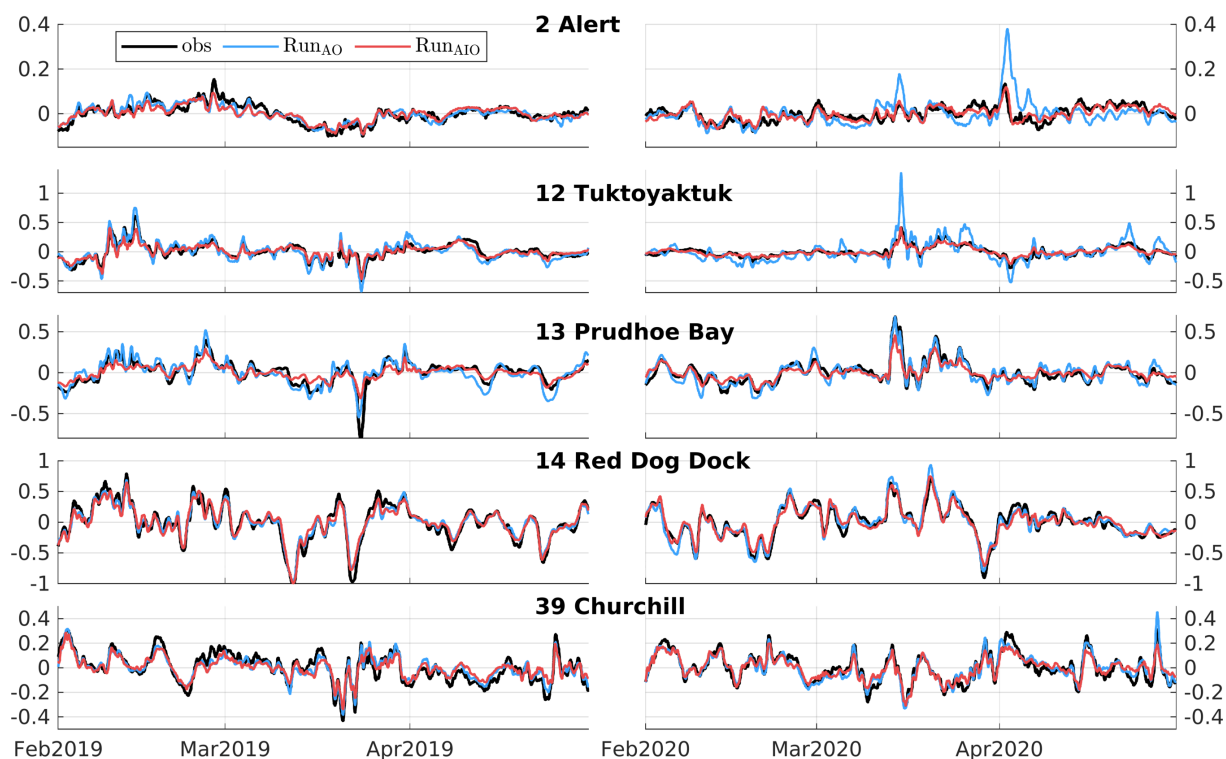 2 Alert
obs Run_AO Run_AIO
0.4 0.4
0.2 0.2
0 0
12 Tuktoyaktuk
1 1
0.5 0.5
0 0
-0.5 -0.5
13 Prudhoe Bay
0.5 0.5
0 0
-0.5 -0.5
14 Red Dog Dock
1 1
0.5 0.5
0 0
-0.5 -0.5
-1 -1
39 Churchill
0.4 0.4
0.2 0.2
0 0
-0.2 -0.2
-0.4 -0.4
Feb2019 Mar2019 Apr2019 Feb2020 Mar2020 Apr2020